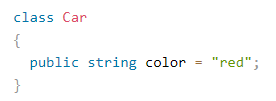 class Car
{
  public string color = "red";
}